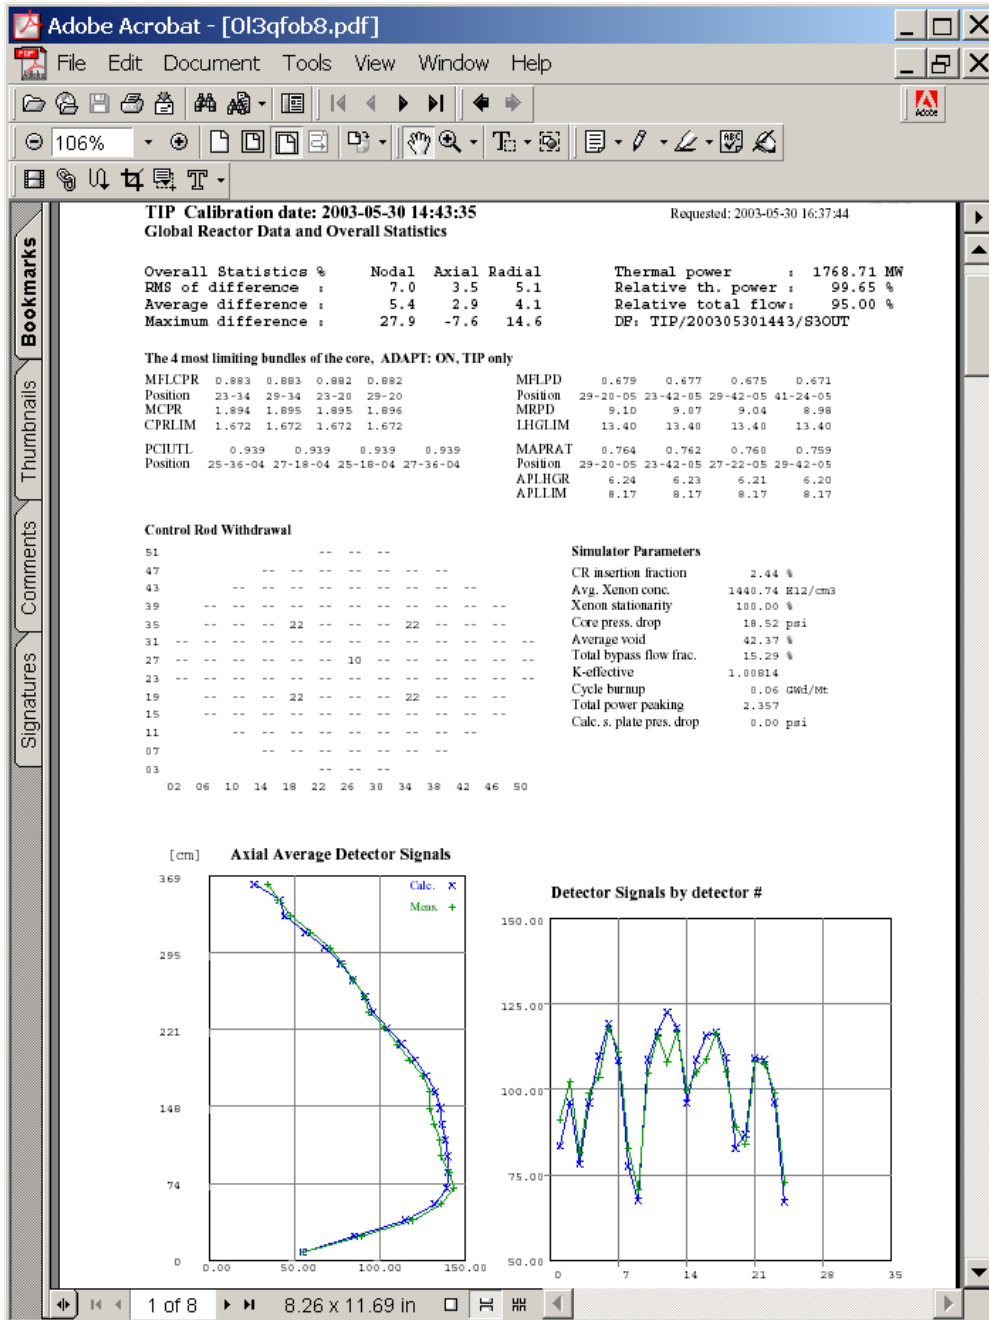 Adobe Acrobat - [0l3qfob8.pdf]
File Edit Document Tools View Window Help
106%
Bookmarks
Thumbnails
Comments
Signatures
TIP Calibration date: 2003-05-30 14:43:35 Requested: 2003-05-30 16:37:44
Global Reactor Data and Overall Statistics
Overall Statistics % Nodal Axial Radial Thermal power : 1768.71 MW
RMS of difference : 7.0 3.5 5.1 Relative th. power : 99.65 %
Average difference : 5.4 2.9 4.1 Relative total flow: 95.00 %
Maximum difference : 27.9 -7.6 14.6 DF: TIP/200305301443/S3OUT
The 4 most limiting bundles of the core, ADAPT: ON, TIP only
MFLCPR 0.883 0.883 0.882 0.882 MFLPD 0.679 0.677 0.675 0.671
Position 23-34 29-34 23-20 29-20 Position 29-20-05 23-42-05 29-42-05 41-24-05
MCPR 1.894 1.895 1.895 1.896 MRPD 9.10 9.07 9.04 8.98
CPRLIM 1.672 1.672 1.672 1.672 LHGLIM 13.40 13.40 13.40 13.40
PCIUTL 0.939 0.939 0.939 0.939 MAPRAT 0.764 0.762 0.760 0.759
Position 25-36-04 27-18-04 25-18-04 27-36-04 Position 29-20-05 23-42-05 27-22-05 29-42-05
APLHGR 6.24 6.23 6.21 6.20
APLLIM 8.17 8.17 8.17 8.17
Control Rod Withdrawal
51 -- -- --
47 -- -- -- -- -- -- --
43 -- -- -- -- -- -- -- -- --
39 -- -- -- -- -- -- -- -- -- -- --
35 -- -- -- 22 -- -- -- 22 -- -- --
31 -- -- -- -- -- -- -- -- -- -- -- -- --
27 -- -- -- -- -- -- 10 -- -- -- -- -- --
23 -- -- -- -- -- -- -- -- -- -- -- -- --
19 -- -- -- 22 -- -- -- 22 -- -- --
15 -- -- -- -- -- -- -- -- -- -- --
11 -- -- -- -- -- -- -- -- --
07 -- -- -- -- -- -- --
03 -- -- --
02 06 10 14 18 22 26 30 34 38 42 46 50
Simulator Parameters
CR insertion fraction 2.44 %
Avg. Xenon conc. 1440.74 E12/cm3
Xenon stationarity 100.00 %
Core press. drop 18.52 psi
Average void 42.37 %
Total bypass flow frac. 15.29 %
K-effective 1.00814
Cycle burnup 0.06 GWd/Mt
Total power peaking 2.357
Calc. s. plate pres. drop 0.00 psi
[cm] Axial Average Detector Signals
369
295
221
148
74
0
0.00 50.00 100.00 150.00
Calc. x
Meas. +
Detector Signals by detector #
150.00
125.00
100.00
75.00
50.00
0 7 14 21 28 35
1 of 8 8.26 x 11.69 in